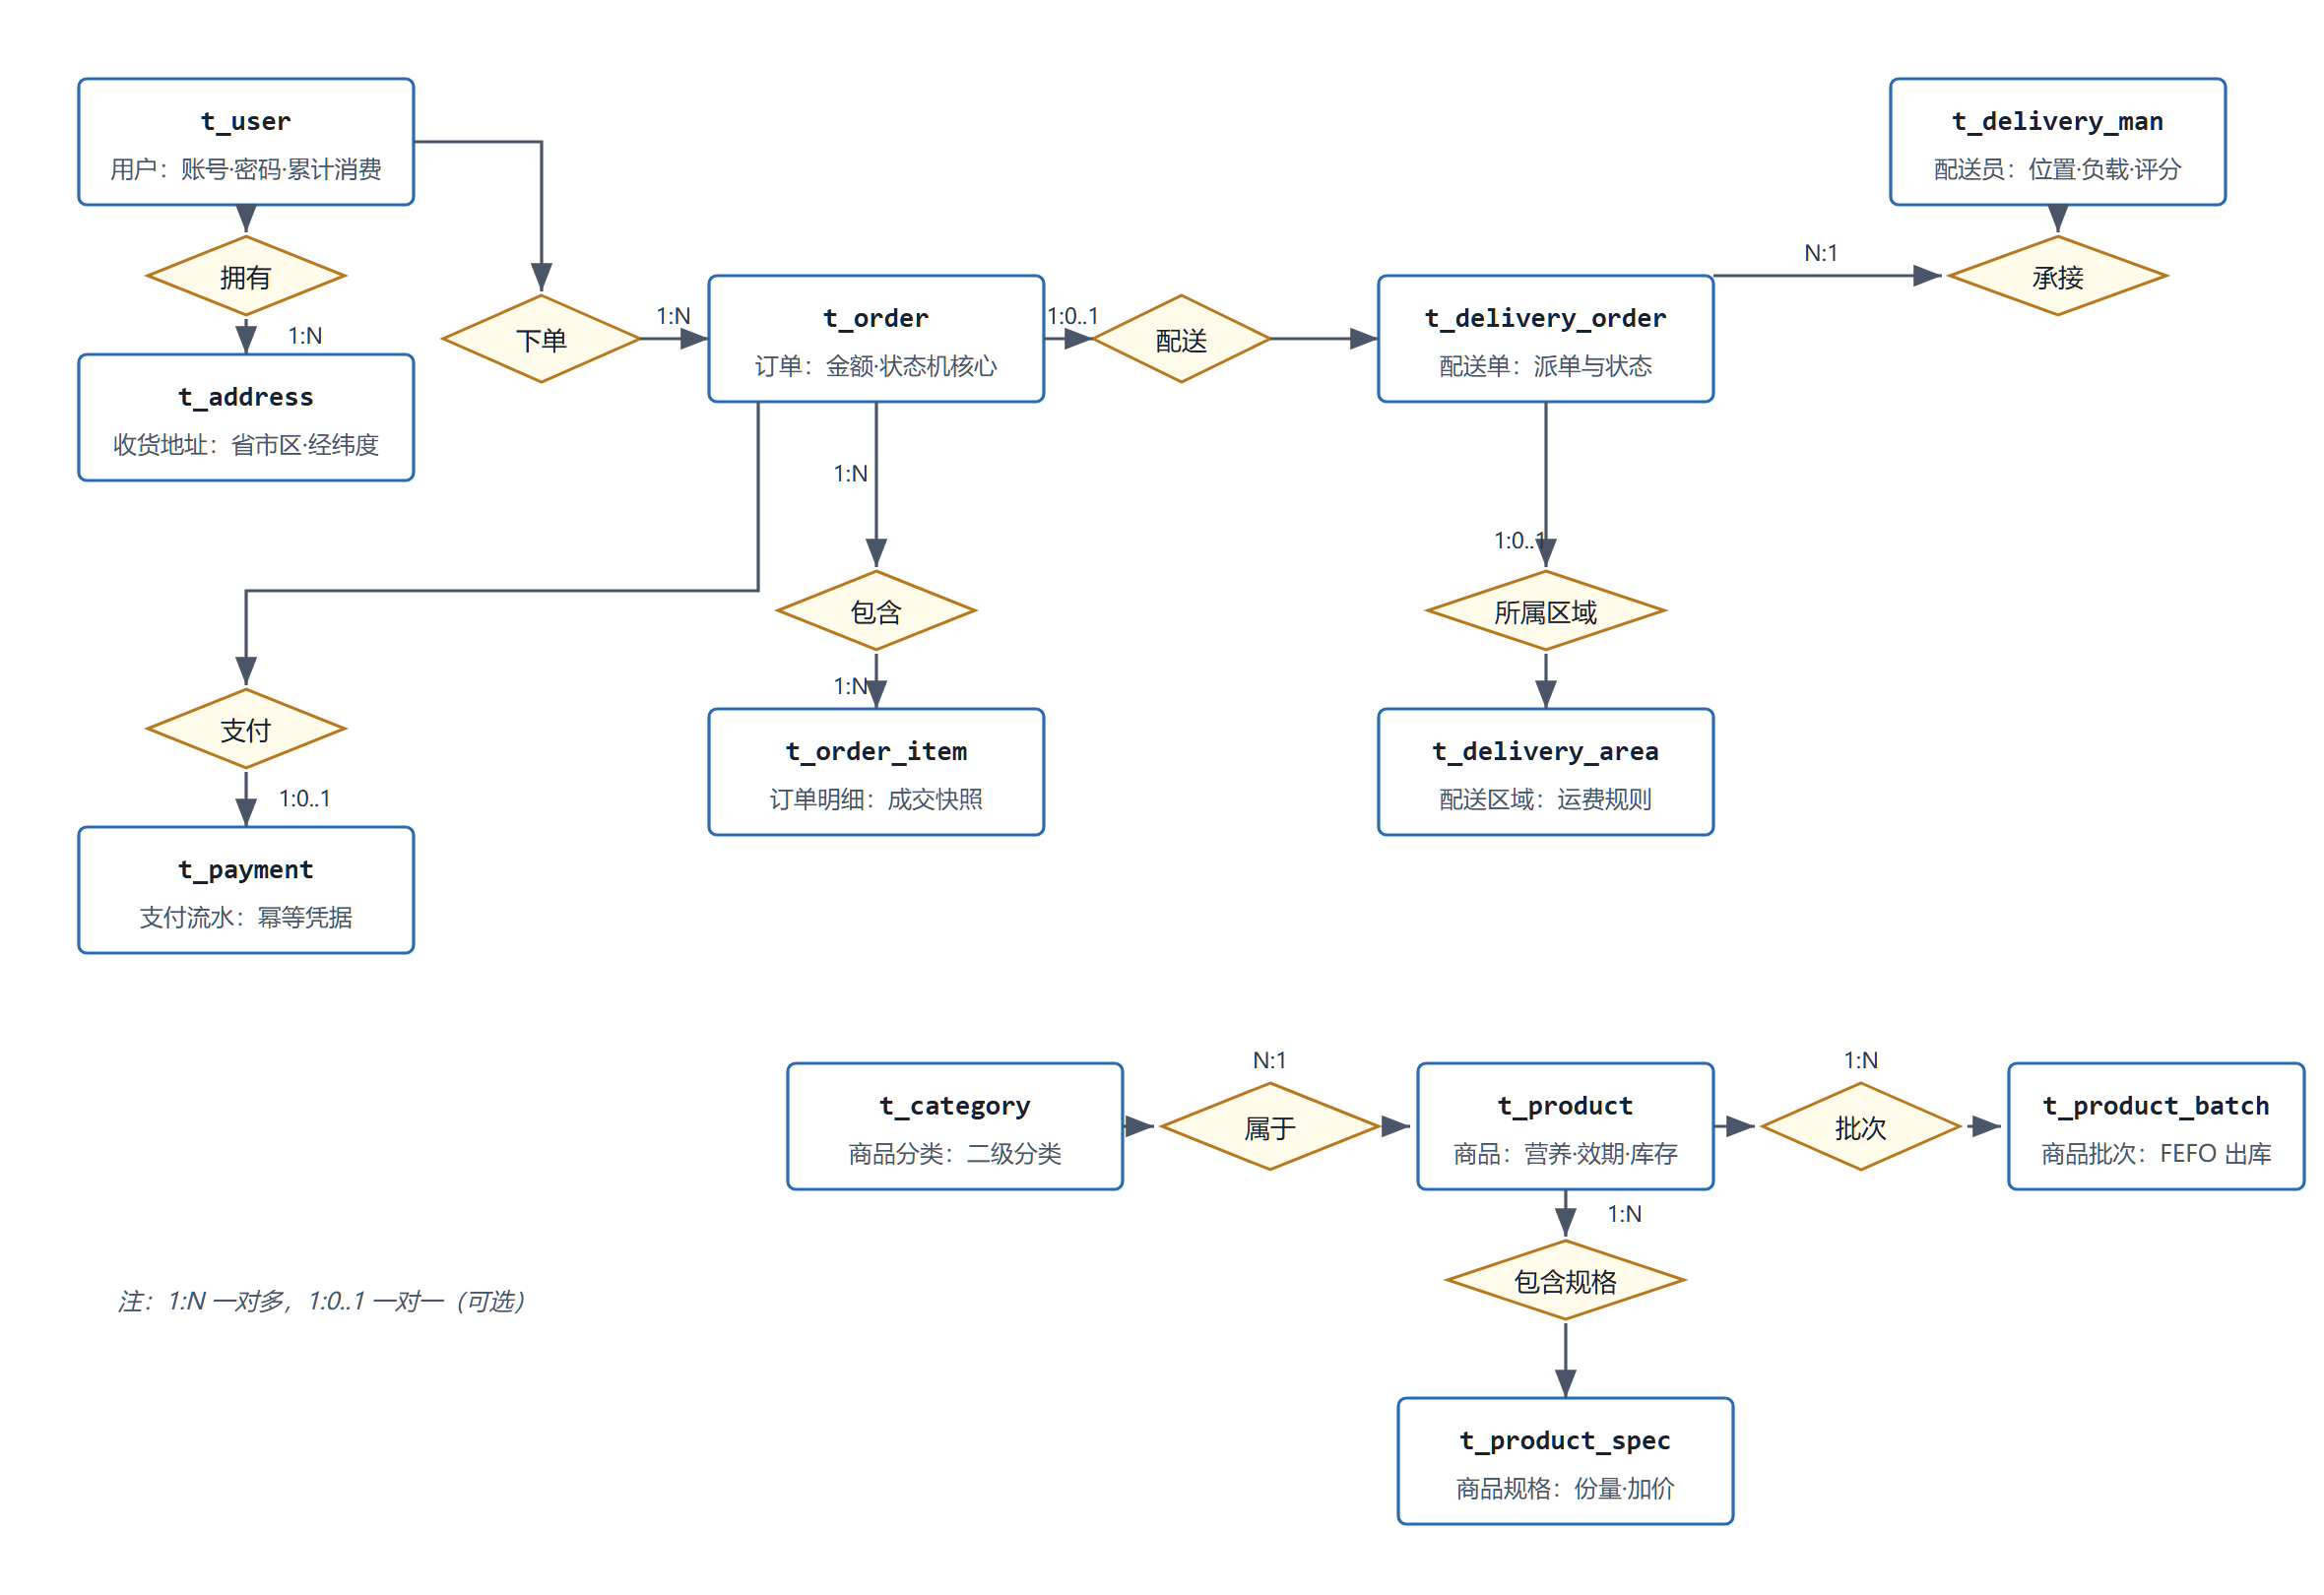 t_user
用户：账号·密码·累计消费
t_delivery_man
配送员：位置·负载·评分
拥有
N:1
承接
1:N
t_address
收货地址：省市区·经纬度
下单
1:N
t_order
订单：金额·状态机核心
1:0..1
配送
t_delivery_order
配送单：派单与状态
1:N
1:0..1
包含
所属区域
支付
1:N
t_order_item
订单明细：成交快照
t_delivery_area
配送区域：运费规则
1:0..1
t_payment
支付流水：幂等凭据
t_category
商品分类：二级分类
N:1
属于
t_product
商品：营养·效期·库存
1:N
批次
t_product_batch
商品批次：FEFO 出库
1:N
包含规格
注：1:N 一对多，1:0..1 一对一（可选）
t_product_spec
商品规格：份量·加价